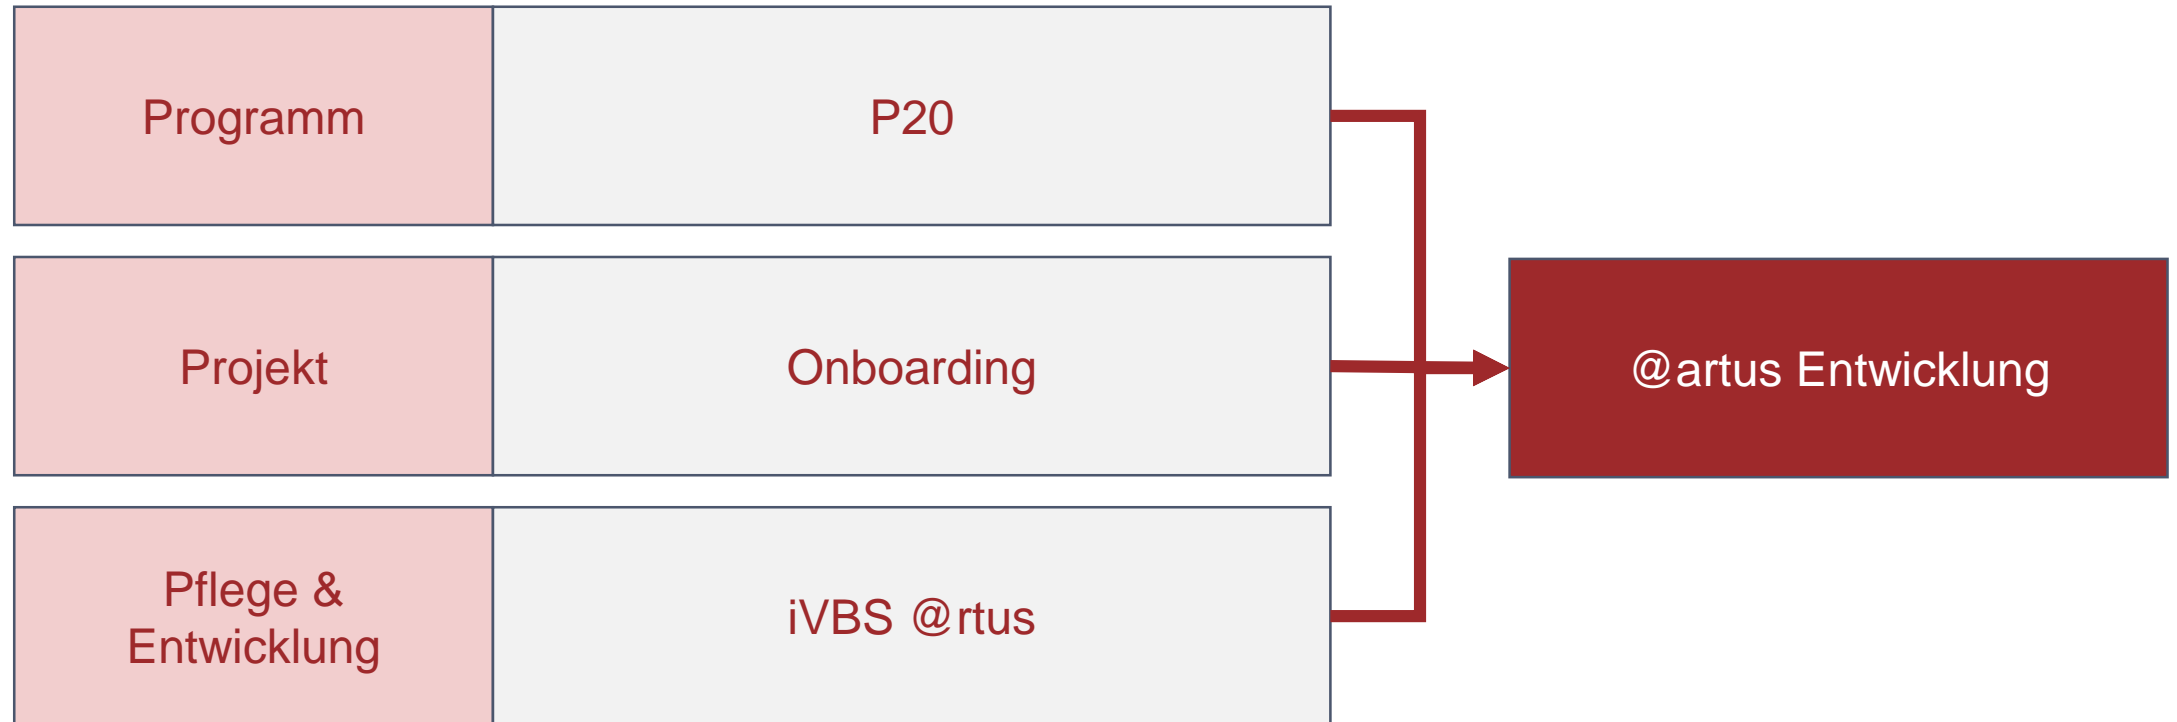 Programm
P20
Projekt
Onboarding
@artus Entwicklung
Pflege &
Entwicklung
iVBS @rtus